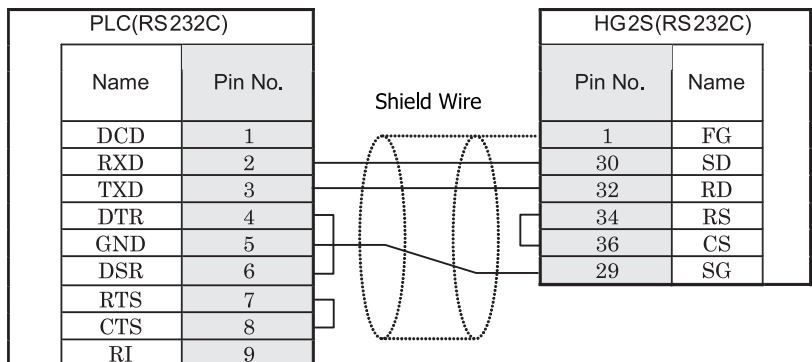 PLC(RS232C) HG2S(RS232C)
Name Pin No. Pin No. Name
Shield Wire
DCD 1 1 FG
RXD 2 30 SD
TXD 3 32 RD
DTR 4 34 RS
GND 5 36 CS
DSR 6 29 SG
RTS 7
CTS 8
RI 9